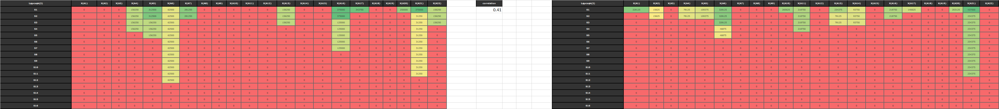 Lφpcsφk(2) X(A1) X(A2) X(A3) X(A4) X(A5) X(A6) X(A7) X(A8) X(A9) X(A10) X(A11) X(A12) X(A13) X(A14) X(A15) X(A16) X(A17) X(A18) X(A19) X(A20) X(A21) X(A22) correlation Lφpcsφk(2) X(A1) X(A2) X(A3) X(A4) X(A5) X(A6) X(A7) X(A8) X(A9) X(A10) X(A11) X(A12) X(A13) X(A14) X(A15) X(A16) X(A17) X(A18) X(A19) X(A20) X(A21) X(A22)
S1 0 0 0 156250 312500 62500 281250 0 0 0 0 0 156250 0 0 375000 343750 0 0 250000 375000 156250 0.41 S1 328125 15625 0 78125 109375 328125 0 0 0 265625 218750 0 234375 93750 0 218750 140625 0 0 203125 437500 0
S2 0 0 0 156250 312500 62500 281250 0 0 0 0 0 156250 0 0 375000 0 0 0 0 31250 156250 S2 0 15625 0 78125 109375 328125 0 0 0 0 218750 0 78125 93750 0 218750 0 0 0 0 234375 0
S3 0 0 0 156250 156250 62500 0 0 0 0 0 0 156250 0 0 125000 0 0 0 0 31250 156250 S3 0 0 0 0 0 328125 0 0 0 0 218750 0 78125 93750 0 0 0 0 0 0 234375 0
S4 0 0 0 156250 156250 62500 0 0 0 0 0 0 0 0 0 125000 0 0 0 0 31250 0 S4 0 0 0 0 0 46875 0 0 0 0 218750 0 0 0 0 0 0 0 0 0 234375 0
S5 0 0 0 0 156250 62500 0 0 0 0 0 0 0 0 0 125000 0 0 0 0 31250 0 S5 0 0 0 0 0 46875 0 0 0 0 0 0 0 0 0 0 0 0 0 0 234375 0
S6 0 0 0 0 0 62500 0 0 0 0 0 0 0 0 0 125000 0 0 0 0 31250 0 S6 0 0 0 0 0 0 0 0 0 0 0 0 0 0 0 0 0 0 0 0 234375 0
S7 0 0 0 0 0 62500 0 0 0 0 0 0 0 0 0 125000 0 0 0 0 31250 0 S7 0 0 0 0 0 0 0 0 0 0 0 0 0 0 0 0 0 0 0 0 234375 0
S8 0 0 0 0 0 62500 0 0 0 0 0 0 0 0 0 0 0 0 0 0 31250 0 S8 0 0 0 0 0 0 0 0 0 0 0 0 0 0 0 0 0 0 0 0 234375 0
S9 0 0 0 0 0 62500 0 0 0 0 0 0 0 0 0 0 0 0 0 0 31250 0 S9 0 0 0 0 0 0 0 0 0 0 0 0 0 0 0 0 0 0 0 0 234375 0
S10 0 0 0 0 0 62500 0 0 0 0 0 0 0 0 0 0 0 0 0 0 31250 0 S10 0 0 0 0 0 0 0 0 0 0 0 0 0 0 0 0 0 0 0 0 234375 0
S11 0 0 0 0 0 62500 0 0 0 0 0 0 0 0 0 0 0 0 0 0 31250 0 S11 0 0 0 0 0 0 0 0 0 0 0 0 0 0 0 0 0 0 0 0 234375 0
S12 0 0 0 0 0 62500 0 0 0 0 0 0 0 0 0 0 0 0 0 0 0 0 S12 0 0 0 0 0 0 0 0 0 0 0 0 0 0 0 0 0 0 0 0 0 0
S13 0 0 0 0 0 0 0 0 0 0 0 0 0 0 0 0 0 0 0 0 0 0 S13 0 0 0 0 0 0 0 0 0 0 0 0 0 0 0 0 0 0 0 0 0 0
S14 0 0 0 0 0 0 0 0 0 0 0 0 0 0 0 0 0 0 0 0 0 0 S14 0 0 0 0 0 0 0 0 0 0 0 0 0 0 0 0 0 0 0 0 0 0
S15 0 0 0 0 0 0 0 0 0 0 0 0 0 0 0 0 0 0 0 0 0 0 S15 0 0 0 0 0 0 0 0 0 0 0 0 0 0 0 0 0 0 0 0 0 0
S16 0 0 0 0 0 0 0 0 0 0 0 0 0 0 0 0 0 0 0 0 0 0 S16 0 0 0 0 0 0 0 0 0 0 0 0 0 0 0 0 0 0 0 0 0 0